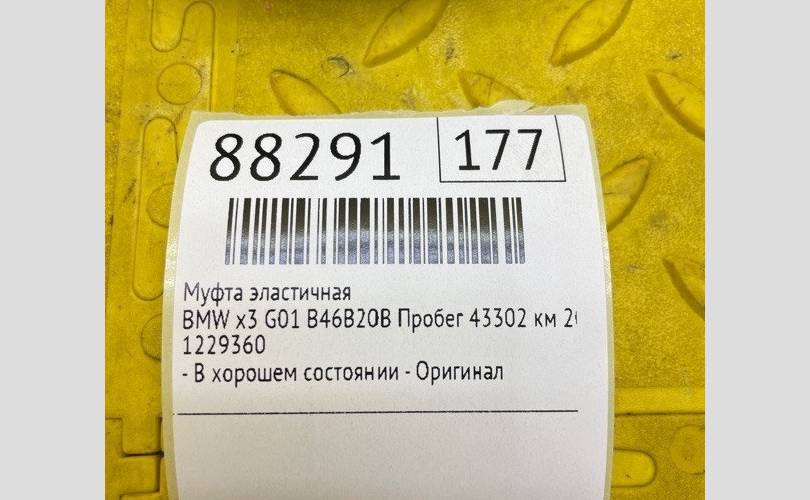 88291 177
Муфта эластичная
BMW x3 G01 B46B20B Пробег 43302 км
1229360
- В хорошем состоянии - Оригинал